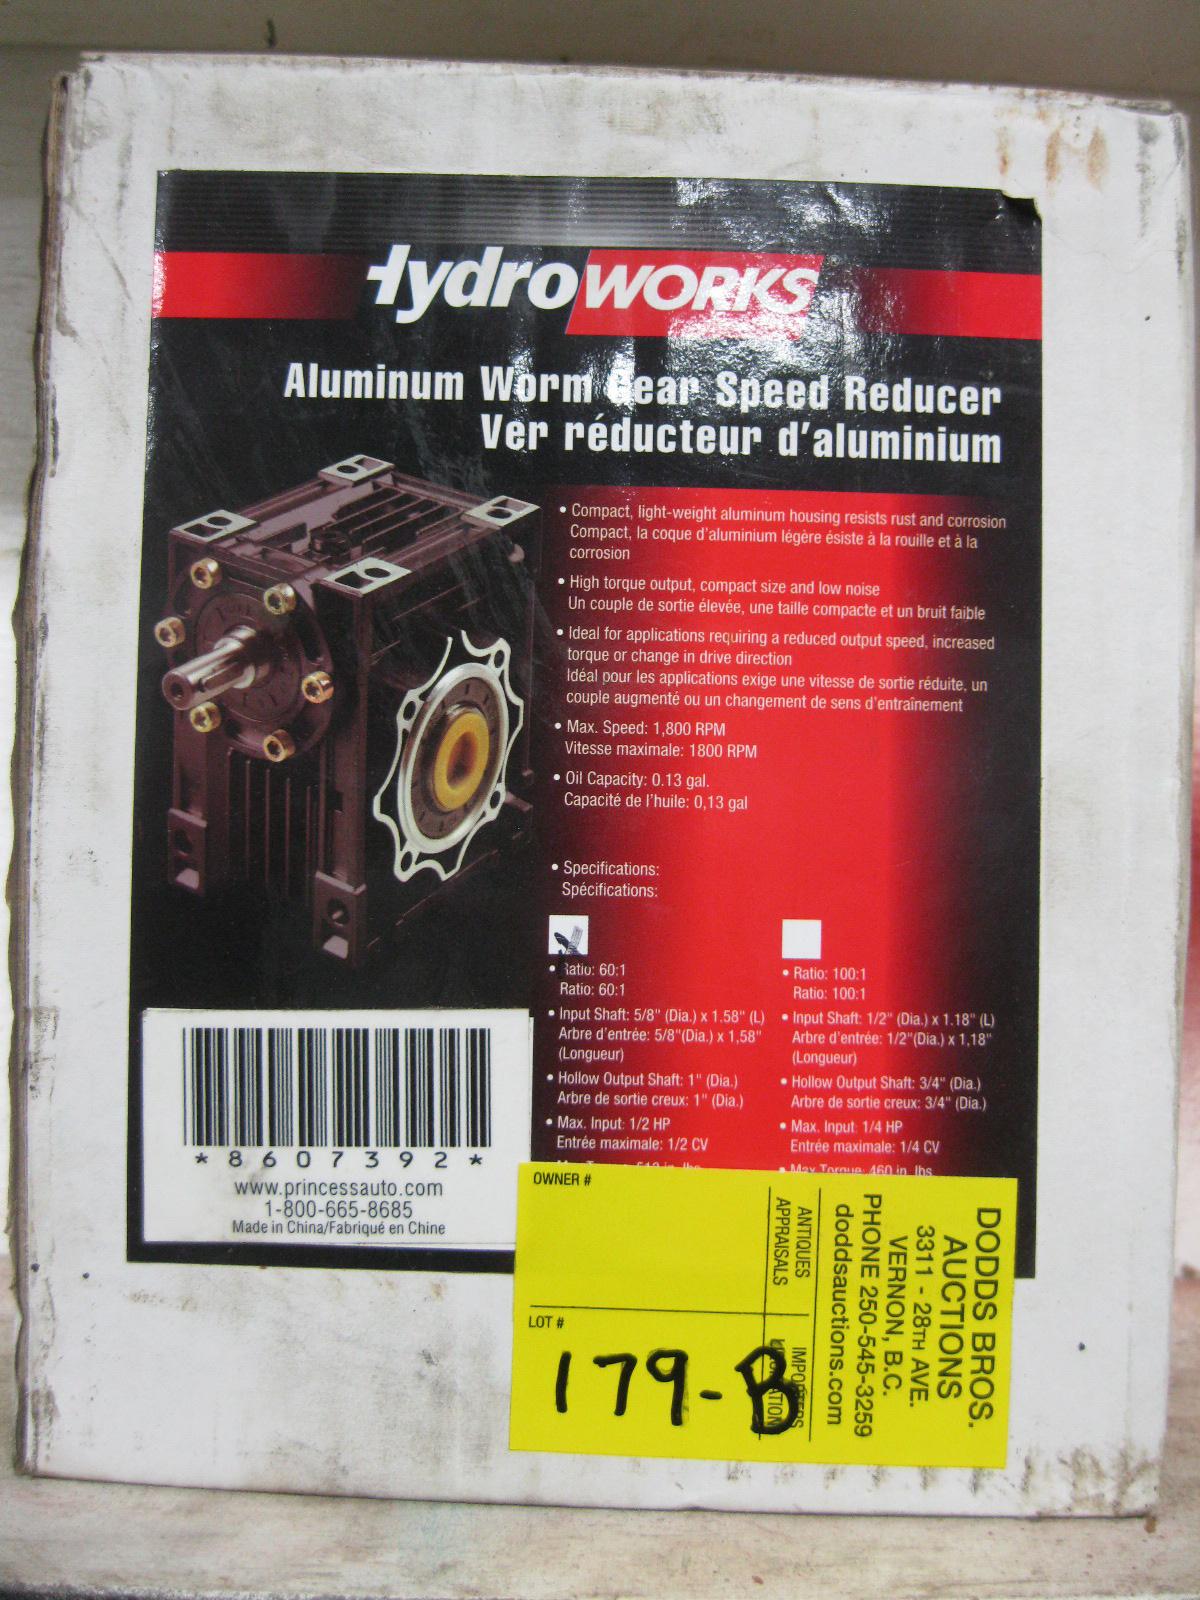 HydroWORKS
Aluminum Worm Gear Speed Reducer
Ver réducteur d'aluminium
• Compact, light-weight aluminum housing resists rust and corrosion
Compact, la coque d'aluminium légère ésiste à la rouille et à la
corrosion
• High torque output, compact size and low noise
Un couple de sortie élevée, une taille compacte et un bruit faible
• Ideal for applications requiring a reduced output speed, increased
torque or change in drive direction
Idéal pour les applications exige une vitesse de sortie réduite, un
couple augmenté ou un changement de sens d'entraînement
• Max. Speed: 1,800 RPM
Vitesse maximale: 1800 RPM
• Oil Capacity: 0.13 gal.
Capacité de l'huile: 0,13 gal
• Specifications:
Spécifications:
• Ratio: 60:1
Ratio: 60:1
• Input Shaft: 5/8" (Dia.) x 1.58" (L)
Arbre d'entrée: 5/8"(Dia.) x 1,58"
(Longueur)
• Hollow Output Shaft: 1" (Dia.)
Arbre de sortie creux: 1" (Dia.)
• Max. Input: 1/2 HP
Entrée maximale: 1/2 CV
• Ratio: 100:1
Ratio: 100:1
• Input Shaft: 1/2" (Dia.) x 1.18" (L)
Arbre d'entrée: 1/2"(Dia.) x 1,18"
(Longueur)
• Hollow Output Shaft: 3/4" (Dia.)
Arbre de sortie creux: 3/4" (Dia.)
• Max. Input: 1/4 HP
Entrée maximale: 1/4 CV
• Max Torque: 460 in. lbs
*8607392*
www.princessauto.com
1-800-665-8685
Made in China/Fabriqué en Chine
OWNER #
LOT #
179-B
DODDS BROS.
AUCTIONS
3311 - 28TH AVE.
VERNON, B.C.
PHONE 250-545-3259
doddsauctions.com
ANTIQUES
APPRAISALS
IMPORTERS